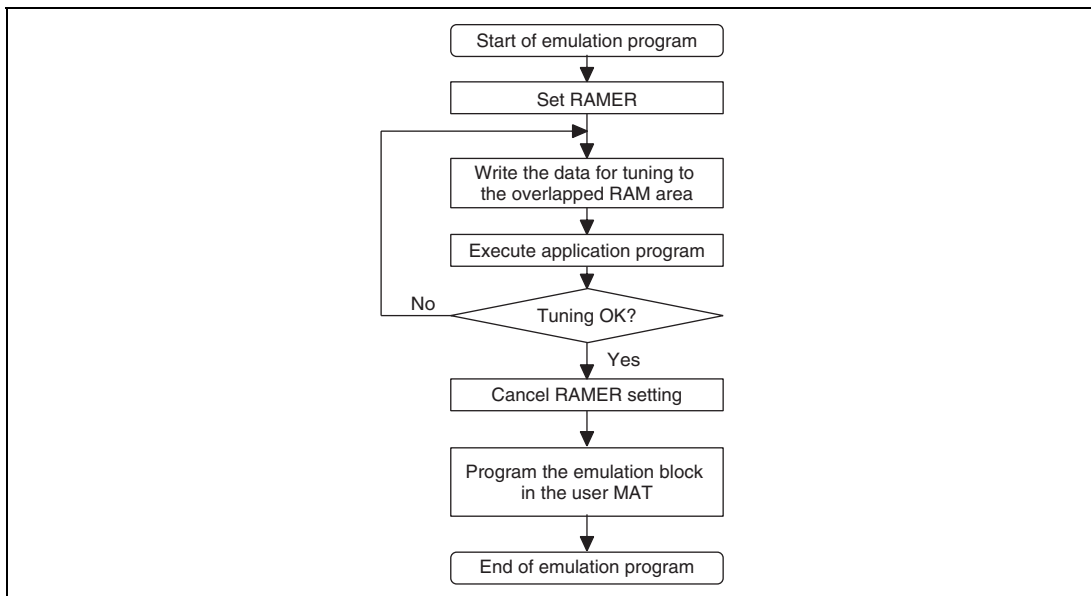 Start of emulation program
Set RAMER
Write the data for tuning to
the overlapped RAM area
Execute application program
No
Tuning OK?
Yes
Cancel RAMER setting
Program the emulation block
in the user MAT
End of emulation program